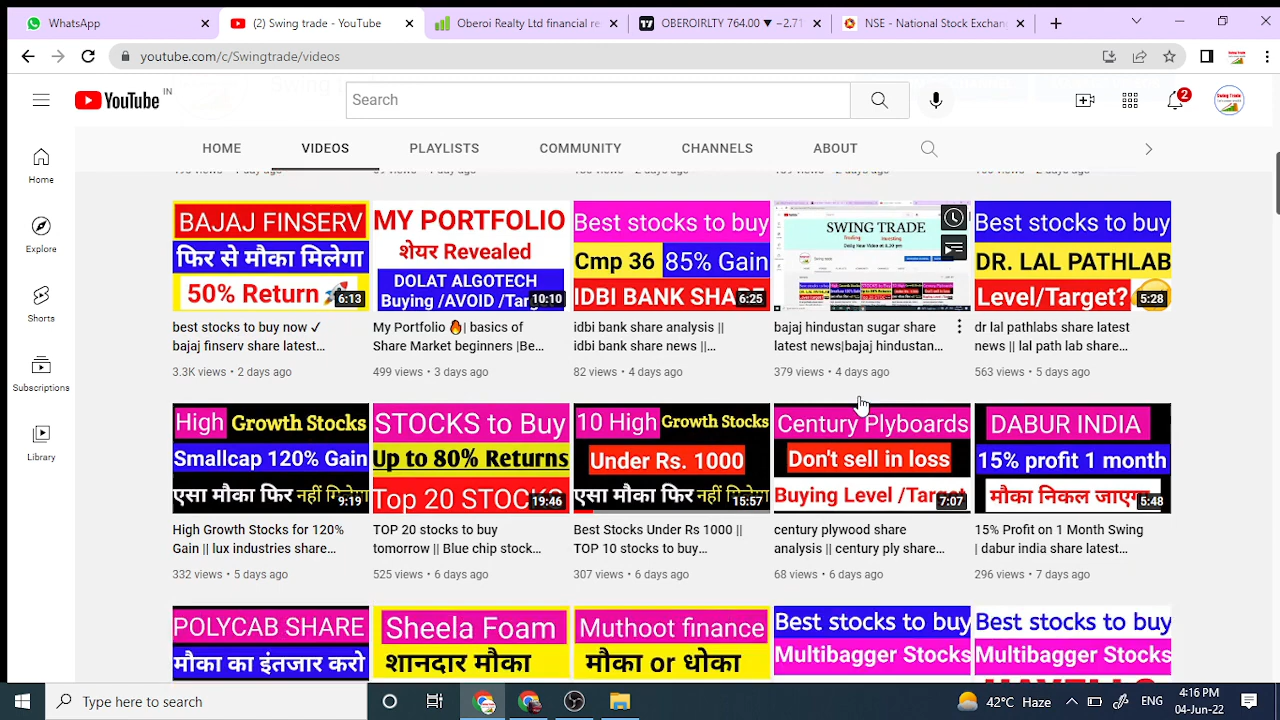 WhatsApp
(2) Swing trade - YouTube
Oberoi Realty Ltd financial re
OBEROIRLTY 764.00 ▼ −2.71
NSE - National Stock Exchan
youtube.com/c/Swingtrade/videos
YouTube IN
Search
2
HOME
VIDEOS
PLAYLISTS
COMMUNITY
CHANNELS
ABOUT
Home
Explore
Shorts
Subscriptions
Library
BAJAJ FINSERV
फिर से मौका मिलेगा
50% Return
6:13
best stocks to buy now ✓
bajaj finserv share latest...
3.3K views • 2 days ago
MY PORTFOLIO
शेयर Revealed
DOLAT ALGOTECH
Buying /AVOID /Tar
10:10
My Portfolio 🔥| basics of
Share Market beginners |Be...
499 views • 3 days ago
Best stocks to buy
Cmp 36 85% Gain
IDBI BANK SHA
6:25
idbi bank share analysis ||
idbi bank share news ||...
82 views • 4 days ago
SWING TRADE
bajaj hindustan sugar share
latest news|bajaj hindustan...
379 views • 4 days ago
Best stocks to buy
DR. LAL PATHLAB
Level/Target?
5:28
dr lal pathlabs share latest
news || lal path lab share...
563 views • 5 days ago
High Growth Stocks
Smallcap 120% Gain
एसा मौका फिर नहीं
9:19
High Growth Stocks for 120%
Gain || lux industries share...
332 views • 5 days ago
STOCKS to Buy
Up to 80% Returns
Top 20 STOC
19:46
TOP 20 stocks to buy
tomorrow || Blue chip stock...
525 views • 6 days ago
10 High Growth Stocks
Under Rs. 1000
एसा मौका फिर नहीं
15:57
Best Stocks Under Rs 1000 ||
TOP 10 stocks to buy...
307 views • 6 days ago
Century Plyboards
Don't sell in loss
Buying Level /Tar
7:07
century plywood share
analysis || century ply share...
68 views • 6 days ago
DABUR INDIA
15% profit 1 month
मौका निकल जाएगा
5:48
15% Profit on 1 Month Swing
| dabur india share latest...
296 views • 7 days ago
POLYCAB SHARE
मौका का इंतजार करो
Sheela Foam
शानदार मौका
Muthoot finance
मौका or धोका
Best stocks to buy
Multibagger Stocks
Best stocks to buy
Multibagger Stocks
Type here to search
42°C Haze
ENG
4:16 PM
04-Jun-22